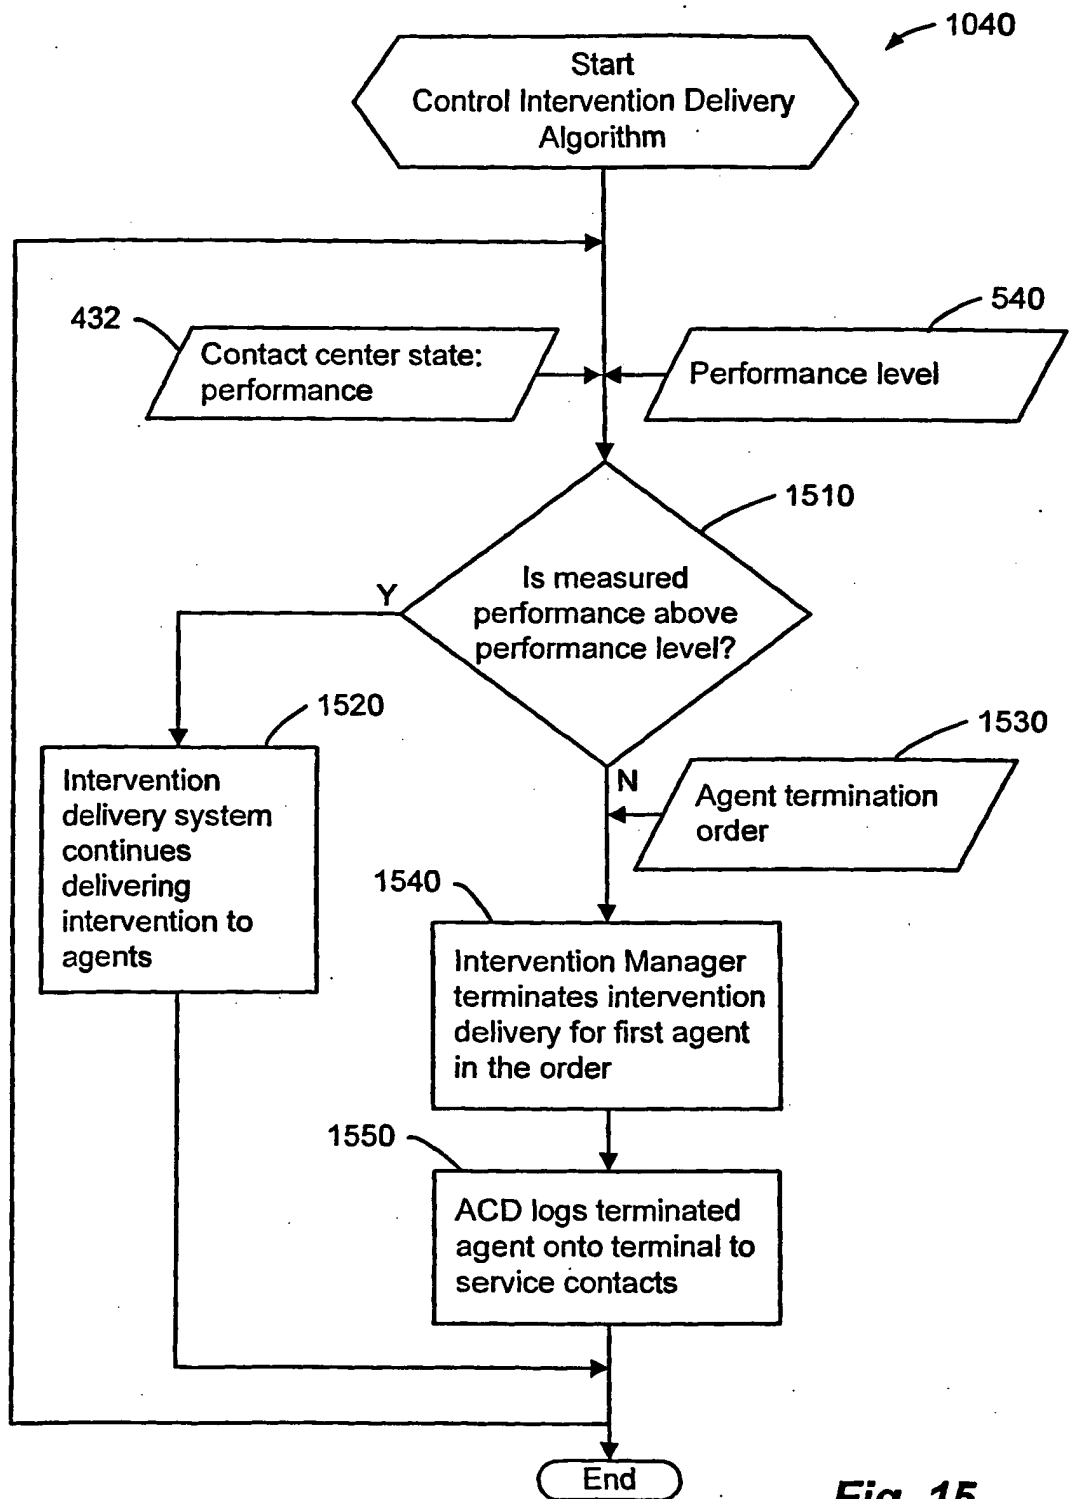 1040
Start
Control Intervention Delivery
Algorithm
432
540
Contact center state:
performance
Performance level
1510
Is measured
performance above
performance level?
Y
N
1520
1530
Intervention
delivery system
continues
delivering
intervention to
agents
Agent termination
order
1540
Intervention Manager
terminates intervention
delivery for first agent
in the order
1550
ACD logs terminated
agent onto terminal to
service contacts
End
Fig. 15